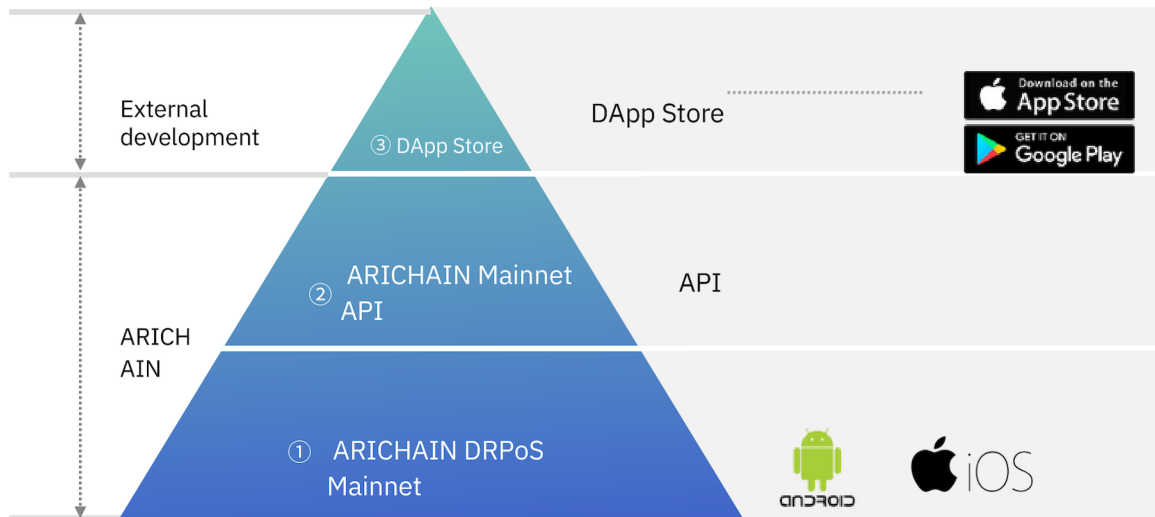 External
development
③ DApp Store
DApp Store
Download on the
App Store
GET IT ON
Google Play
② ARICHAIN Mainnet
API
API
ARICH
AIN
① ARICHAIN DRPoS
Mainnet
ANDROID
iOS